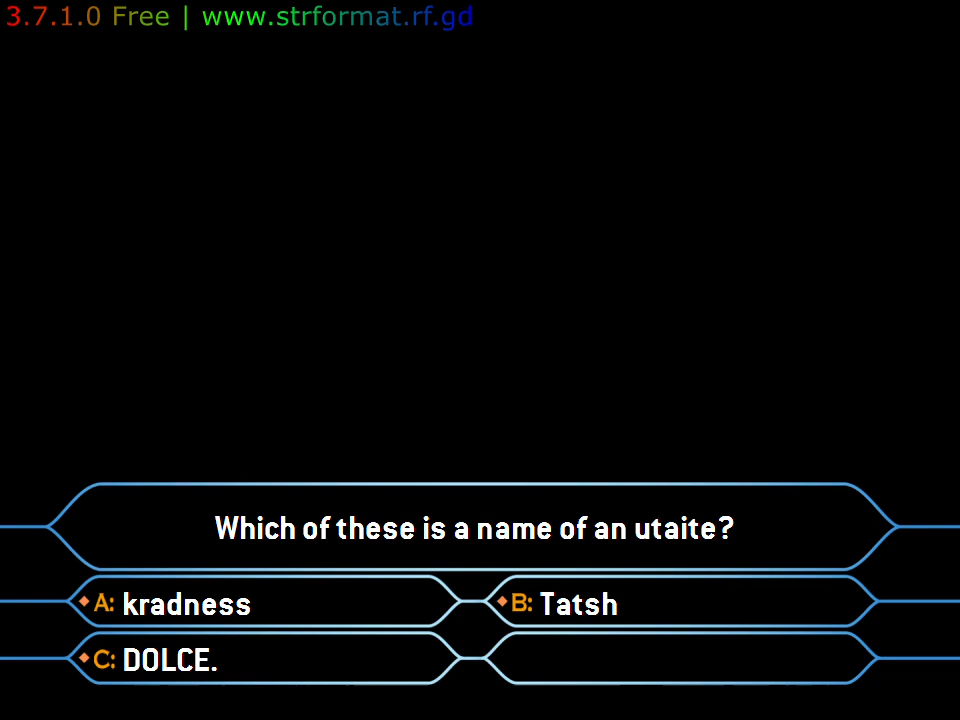 3.7.1.0 Free | www.strformat.rf.gd
Which of these is a name of an utaite?
A: kradness
B: Tatsh
C: DOLCE.